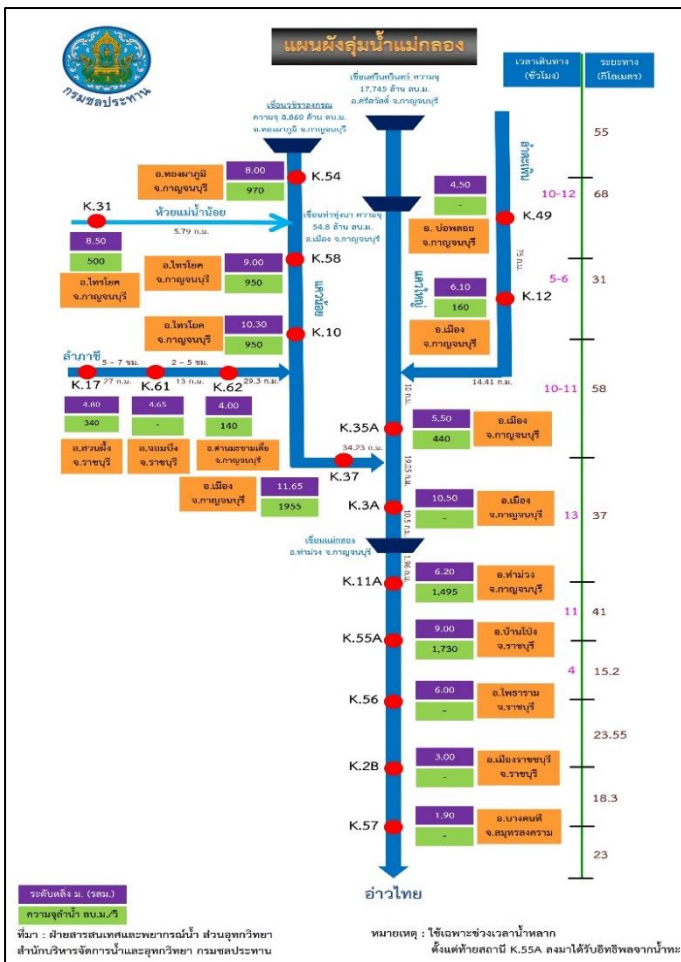 แผนผังลุ่มน้ำแม่กลอง
กรมชลประทาน
เวลาเดินทาง
(ชั่วโมง)
ระยะทาง
(กิโลเมตร)
เขื่อนศรีนครินทร์ ความจุ
17,745 ล้าน ลบ.ม.
อ.ศรีสวัสดิ์ จ.กาญจนบุรี
เขื่อนวชิราลงกรณ
ความจุ 8,860 ล้าน ลบ.ม.
อ.ทองผาภูมิ จ.กาญจนบุรี
ลำตะเพิน
55
อ.ทองผาภูมิ
จ.กาญจนบุรี
8.00
970
K.54
4.50
-
อ. บ่อพลอย
จ.กาญจนบุรี
K.49
10-12
68
K.31
ห้วยแม่น้ำน้อย
5.79 ก.ม.
เขื่อนท่าทุ่งนา ความจุ
54.8 ล้าน ลบ.ม.
อ.เมือง จ.กาญจนบุรี
8.50
500
อ.ไทรโยค
จ.กาญจนบุรี
อ.ไทรโยค
จ.กาญจนบุรี
9.00
950
K.58
แควน้อย
แควใหญ่
75 ก.ม.
6.10
160
อ.เมือง
จ.กาญจนบุรี
K.12
5-6
31
อ.ไทรโยค
จ.กาญจนบุรี
10.30
950
K.10
ลำภาชี
5 – 7 ชม.
2 – 5 ชม.
27 ก.ม.
13 ก.ม.
29.3 ก.ม.
14.41 ก.ม.
K.17
K.61
K.62
10-11
58
4.80
340
4.65
-
4.00
140
อ.สวนผึ้ง
จ.ราชบุรี
อ.จอมบึง
จ.ราชบุรี
อ.ด่านมะขามเตี้ย
จ.กาญจนบุรี
10 ก.ม.
K.35A
5.50
440
อ.เมือง
จ.กาญจนบุรี
34.23 ก.ม.
K.37
อ.เมือง
จ.กาญจนบุรี
11.65
1955
K.3A
10.50
-
อ.เมือง
จ.กาญจนบุรี
10.5 ก.ม.
13
37
เขื่อนแม่กลอง
อ.ท่าม่วง จ.กาญจนบุรี
1.96 ก.ม.
K.11A
6.20
1,495
อ.ท่าม่วง
จ.กาญจนบุรี
11
41
K.55A
9.00
1,730
อ.บ้านโป่ง
จ.ราชบุรี
4
15.2
K.56
6.00
-
อ.โพธาราม
จ.ราชบุรี
23.55
K.2B
3.00
-
อ.เมืองราชบุรี
จ.ราชบุรี
18.3
K.57
1.90
-
อ.บางคนที
จ.สมุทรสงคราม
23
อ่าวไทย
ระดับตลิ่ง ม. (รสม.)
ความจุลำน้ำ ลบ.ม./วิ
ที่มา : ฝ่ายสารสนเทศและพยากรณ์น้ำ ส่วนอุทกวิทยา
สำนักบริหารจัดการน้ำและอุทกวิทยา กรมชลประทาน
หมายเหตุ : ใช้เฉพาะช่วงเวลาน้ำหลาก
ตั้งแต่ท้ายสถานี K.55A ลงมาได้รับอิทธิพลจากน้ำทะ